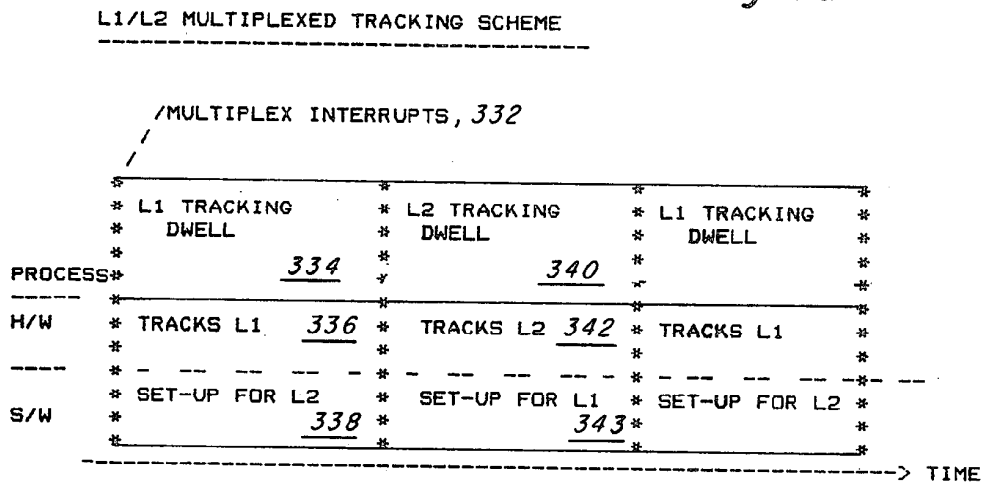 L1/L2 MULTIPLEXED TRACKING SCHEME
/MULTIPLEX INTERRUPTS, 332
L1 TRACKING DWELL 334
L2 TRACKING DWELL 340
L1 TRACKING DWELL
PROCESS
H/W
TRACKS L1 336
TRACKS L2 342
TRACKS L1
S/W
SET-UP FOR L2 338
SET-UP FOR L1 343
SET-UP FOR L2
TIME